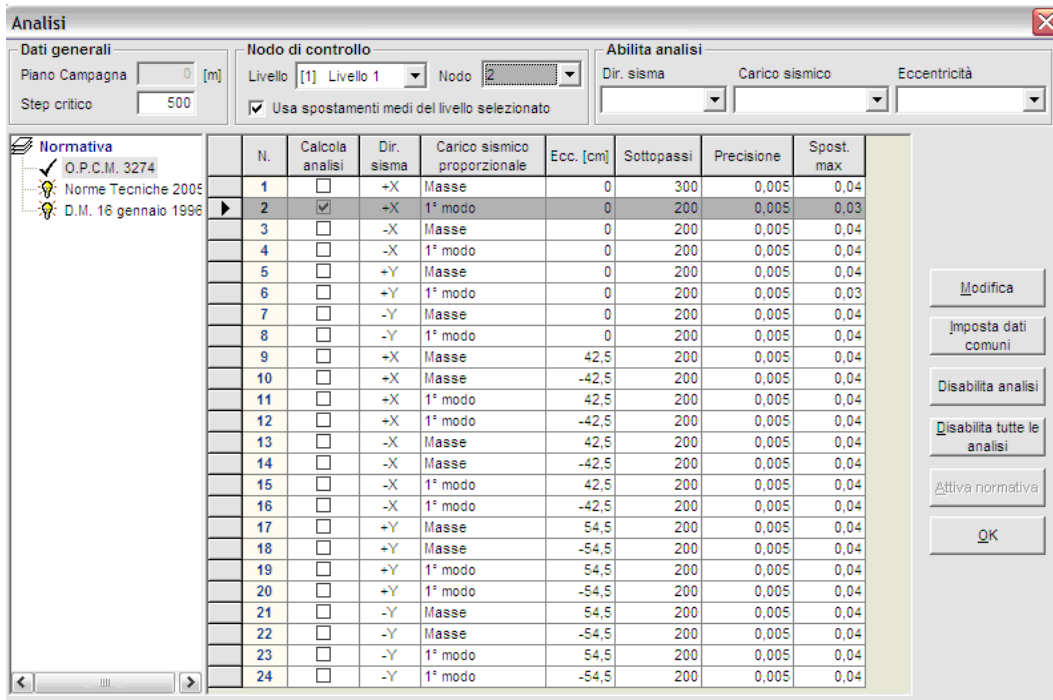 Analisi
Dati generali
Piano Campagna 0 [m]
Step critico 500
Nodo di controllo
Livello [1] Livello 1 Nodo 2
Usa spostamenti medi del livello selezionato
Abilita analisi
Dir. sisma Carico sismico Eccentricità
Normativa
O.P.C.M. 3274
Norme Tecniche 2005
D.M. 16 gennaio 1996
N. Calcola analisi Dir. sisma Carico sismico proporzionale Ecc. [cm] Sottopassi Precisione Spost. max
1 +X Masse 0 300 0,005 0,04
2 +X 1° modo 0 200 0,005 0,03
3 -X Masse 0 200 0,005 0,04
4 -X 1° modo 0 200 0,005 0,04
5 +Y Masse 0 200 0,005 0,04
6 +Y 1° modo 0 200 0,005 0,03
7 -Y Masse 0 200 0,005 0,04
8 -Y 1° modo 0 200 0,005 0,04
9 +X Masse 42,5 200 0,005 0,04
10 +X Masse -42,5 200 0,005 0,04
11 +X 1° modo 42,5 200 0,005 0,04
12 +X 1° modo -42,5 200 0,005 0,04
13 -X Masse 42,5 200 0,005 0,04
14 -X Masse -42,5 200 0,005 0,04
15 -X 1° modo 42,5 200 0,005 0,04
16 -X 1° modo -42,5 200 0,005 0,04
17 +Y Masse 54,5 200 0,005 0,04
18 +Y Masse -54,5 200 0,005 0,04
19 +Y 1° modo 54,5 200 0,005 0,04
20 +Y 1° modo -54,5 200 0,005 0,04
21 -Y Masse 54,5 200 0,005 0,04
22 -Y Masse -54,5 200 0,005 0,04
23 -Y 1° modo 54,5 200 0,005 0,04
24 -Y 1° modo -54,5 200 0,005 0,04
Modifica
Imposta dati
comuni
Disabilita analisi
Disabilita tutte le
analisi
Attiva normativa
OK